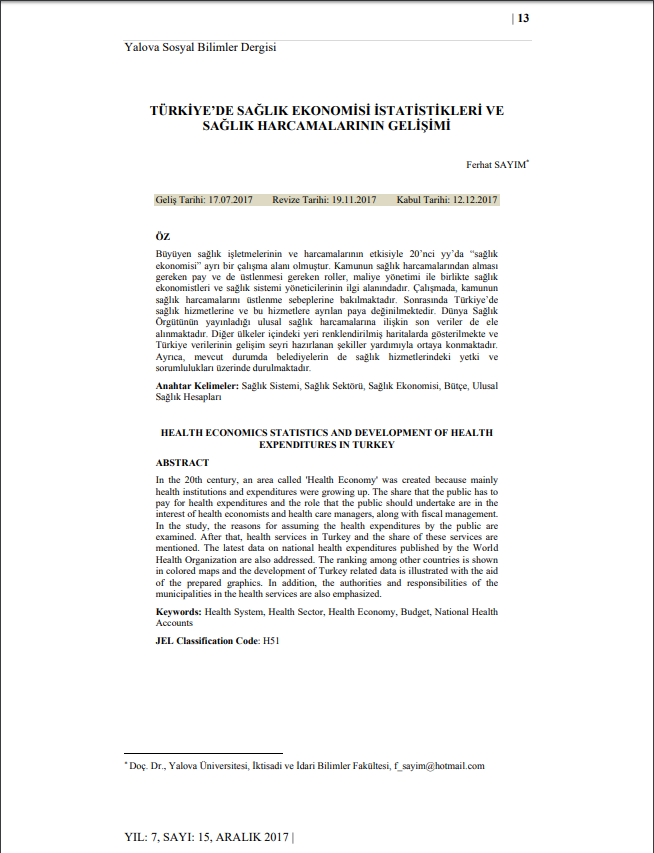 | 13
Yalova Sosyal Bilimler Dergisi
TÜRKİYE’DE SAĞLIK EKONOMİSİ İSTATİSTİKLERİ VE
SAĞLIK HARCAMALARININ GELİŞİMİ
Ferhat SAYIM*
Geliş Tarihi: 17.07.2017 Revize Tarihi: 19.11.2017 Kabul Tarihi: 12.12.2017
ÖZ
Büyüyen sağlık işletmelerinin ve harcamalarının etkisiyle 20’nci yy’da “sağlık
ekonomisi” ayrı bir çalışma alanı olmuştur. Kamunun sağlık harcamalarından alması
gereken pay ve de üstlenmesi gereken roller, maliye yönetimi ile birlikte sağlık
ekonomistleri ve sağlık sistemi yöneticilerinin ilgi alanındadır. Çalışmada, kamunun
sağlık harcamalarını üstlenme sebeplerine bakılmaktadır. Sonrasında Türkiye’de
sağlık hizmetlerine ve bu hizmetlere ayrılan paya değinilmektedir. Dünya Sağlık
Örgütünün yayınladığı ulusal sağlık harcamalarına ilişkin son veriler de ele
alınmaktadır. Diğer ülkeler içindeki yeri renklendirilmiş haritalarda gösterilmekte ve
Türkiye verilerinin gelişim seyri hazırlanan şekiller yardımıyla ortaya konmaktadır.
Ayrıca, mevcut durumda belediyelerin de sağlık hizmetlerindeki yetki ve
sorumlulukları üzerinde durulmaktadır.
Anahtar Kelimeler: Sağlık Sistemi, Sağlık Sektörü, Sağlık Ekonomisi, Bütçe, Ulusal
Sağlık Hesapları
HEALTH ECONOMICS STATISTICS AND DEVELOPMENT OF HEALTH
EXPENDITURES IN TURKEY
ABSTRACT
In the 20th century, an area called 'Health Economy' was created because mainly
health institutions and expenditures were growing up. The share that the public has to
pay for health expenditures and the role that the public should undertake are in the
interest of health economists and health care managers, along with fiscal management.
In the study, the reasons for assuming the health expenditures by the public are
examined. After that, health services in Turkey and the share of these services are
mentioned. The latest data on national health expenditures published by the World
Health Organization are also addressed. The ranking among other countries is shown
in colored maps and the development of Turkey related data is illustrated with the aid
of the prepared graphics. In addition, the authorities and responsibilities of the
municipalities in the health services are also emphasized.
Keywords: Health System, Health Sector, Health Economy, Budget, National Health
Accounts
JEL Classification Code: H51
* Doç. Dr., Yalova Üniversitesi, İktisadi ve İdari Bilimler Fakültesi, f_sayim@hotmail.com
YIL: 7, SAYI: 15, ARALIK 2017 |